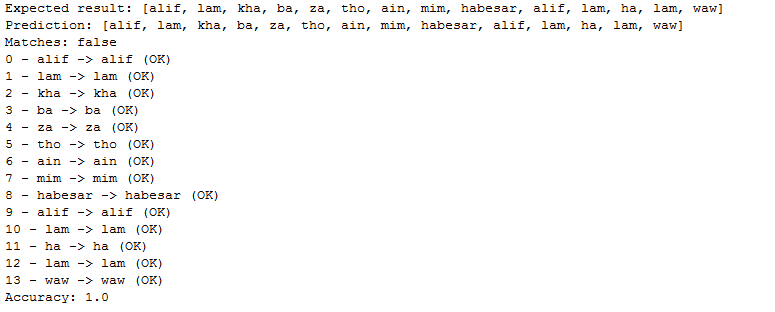 Expected result: [alif, lam, kha, ba, za, tho, ain, mim, habesar, alif, lam, ha, lam, waw]
Prediction: [alif, lam, kha, ba, za, tho, ain, mim, habesar, alif, lam, ha, lam, waw]
Matches: false
0 - alif -> alif (OK)
1 - lam -> lam (OK)
2 - kha -> kha (OK)
3 - ba -> ba (OK)
4 - za -> za (OK)
5 - tho -> tho (OK)
6 - ain -> ain (OK)
7 - mim -> mim (OK)
8 - habesar -> habesar (OK)
9 - alif -> alif (OK)
10 - lam -> lam (OK)
11 - ha -> ha (OK)
12 - lam -> lam (OK)
13 - waw -> waw (OK)
Accuracy: 1.0